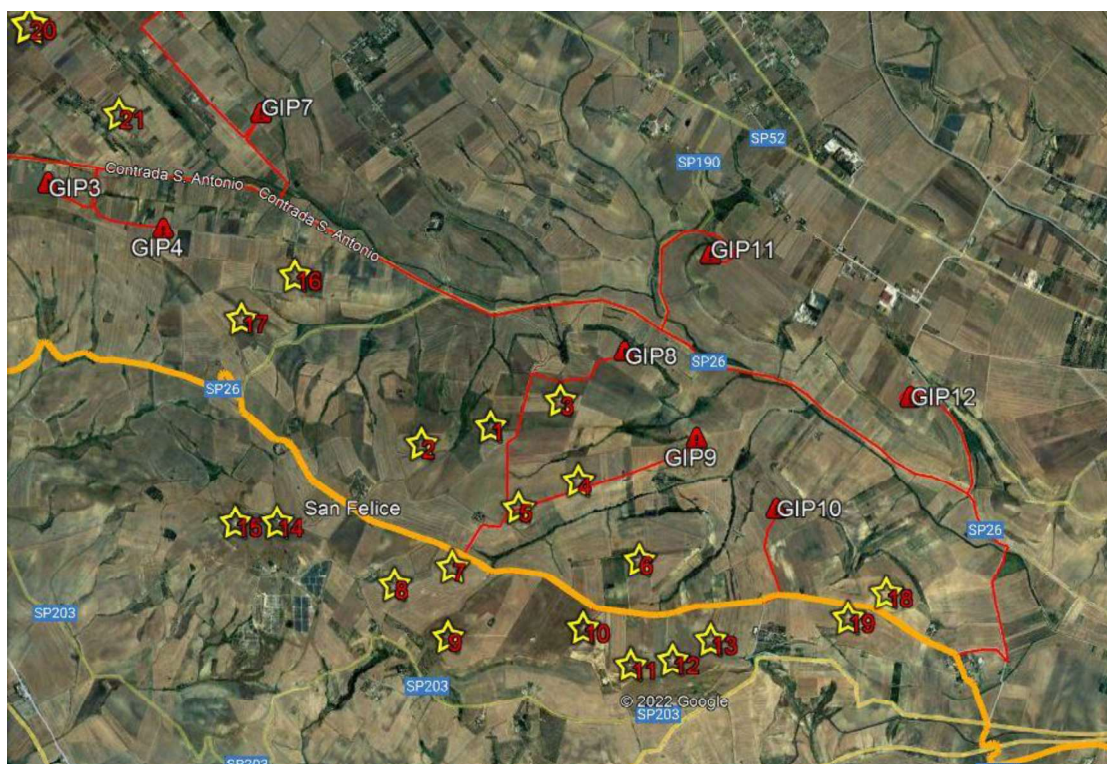 20
GIP7
21
SP52
SP190
Contrada S. Antonio
Contrada S. Antonio
GIP3
GIP4
GIP11
16
17
GIP8
SP26
SP26
GIP12
3
1
2
GIP9
4
San Felice
5
GIP10
15
14
SP26
6
7
8
18
SP203
19
10
9
13
12
11
SP203
© 2022 Google
SP203
SP203